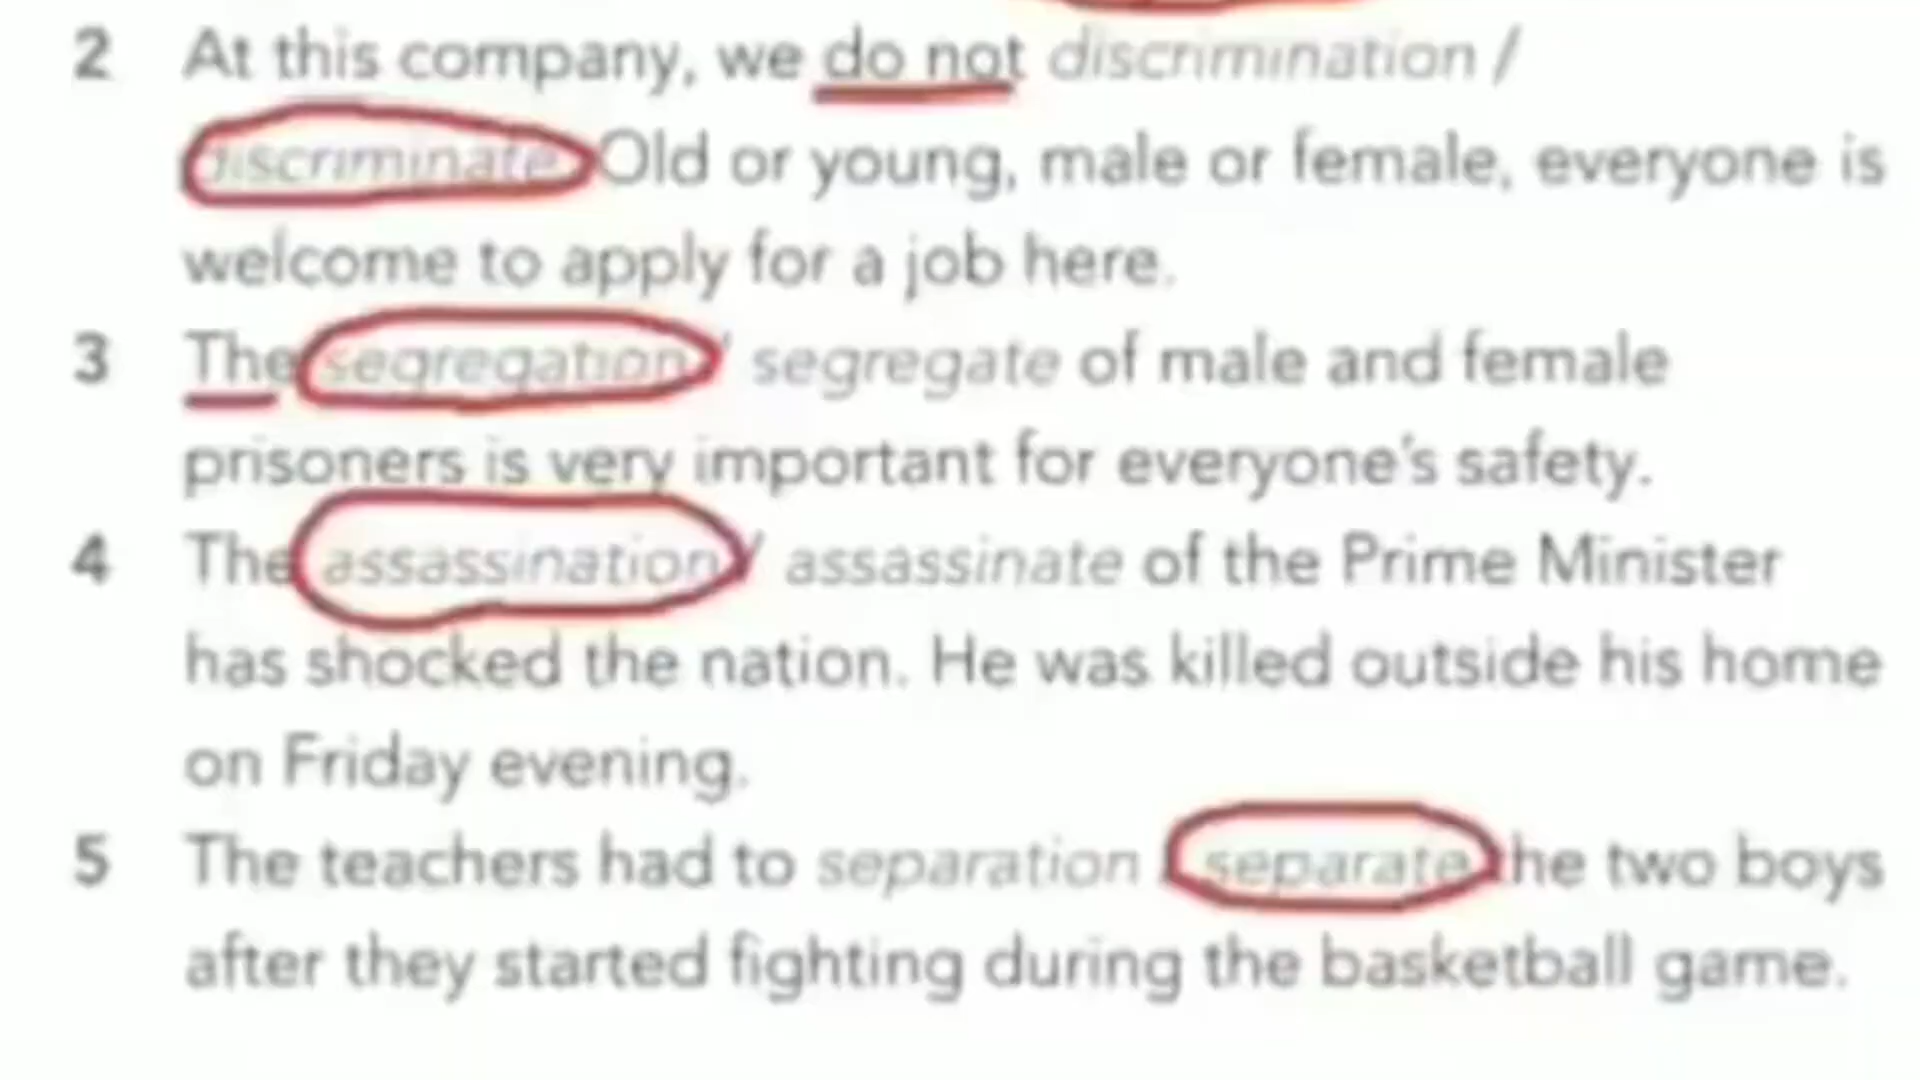 2 At this company, we do not discrimination /
discriminate. Old or young, male or female, everyone is
welcome to apply for a job here.
3 The segregation / segregate of male and female
prisoners is very important for everyone's safety.
4 The assassination / assassinate of the Prime Minister
has shocked the nation. He was killed outside his home
on Friday evening.
5 The teachers had to separation / separate the two boys
after they started fighting during the basketball game.